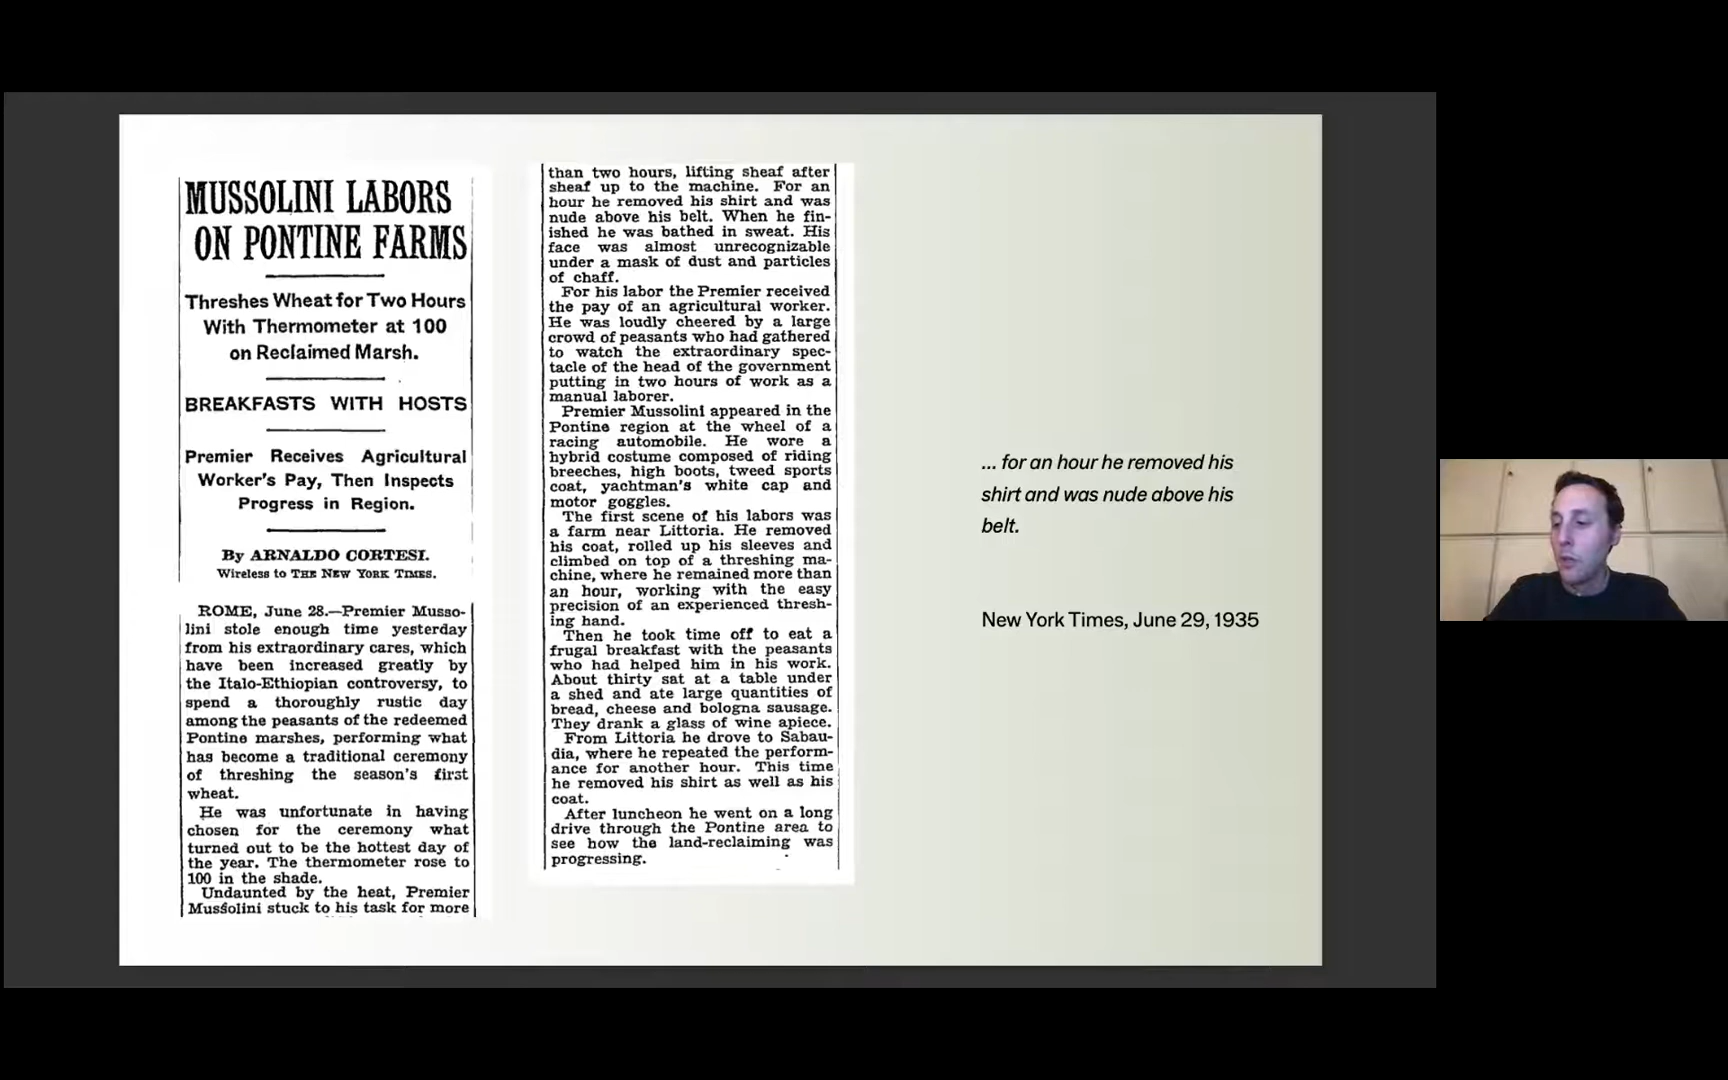 MUSSOLINI LABORS
ON PONTINE FARMS
Threshes Wheat for Two Hours
With Thermometer at 100
on Reclaimed Marsh.
BREAKFASTS WITH HOSTS
Premier Receives Agricultural
Worker's Pay, Then Inspects
Progress in Region.
By ARNALDO CORTESI.
Wireless to THE NEW YORK TIMES.
ROME, June 28.—Premier Musso-
lini stole enough time yesterday
from his extraordinary cares, which
have been increased greatly by
the Italo-Ethiopian controversy, to
spend a thoroughly rustic day
among the peasants of the redeemed
Pontine marshes, performing what
has become a traditional ceremony
of threshing the season's first
wheat.
He was unfortunate in having
chosen for the ceremony what
turned out to be the hottest day of
the year. The thermometer rose to
100 in the shade.
Undaunted by the heat, Premier
Mussolini stuck to his task for more
than two hours, lifting sheaf after
sheaf up to the machine. For an
hour he removed his shirt and was
nude above his belt. When he fin-
ished he was bathed in sweat. His
face was almost unrecognizable
under a mask of dust and particles
of chaff.
For his labor the Premier received
the pay of an agricultural worker.
He was loudly cheered by a large
crowd of peasants who had gathered
to watch the extraordinary spec-
tacle of the head of the government
putting in two hours of work as a
manual laborer.
Premier Mussolini appeared in the
Pontine region at the wheel of a
racing automobile. He wore a
hybrid costume composed of riding
breeches, high boots, tweed sports
coat, yachtman's white cap and
motor goggles.
The first scene of his labors was
a farm near Littoria. He removed
his coat, rolled up his sleeves and
climbed on top of a threshing ma-
chine, where he remained more than
an hour, working with the easy
precision of an experienced thresh-
ing hand.
Then he took time off to eat a
frugal breakfast with the peasants
who had helped him in his work.
About thirty sat at a table under
a shed and ate large quantities of
bread, cheese and bologna sausage.
They drank a glass of wine apiece.
From Littoria he drove to Sabau-
dia, where he repeated the perform-
ance for another hour. This time
he removed his shirt as well as his
coat.
After luncheon he went on a long
drive through the Pontine area to
see how the land-reclaiming was
progressing.
... for an hour he removed his
shirt and was nude above his
belt.
New York Times, June 29, 1935